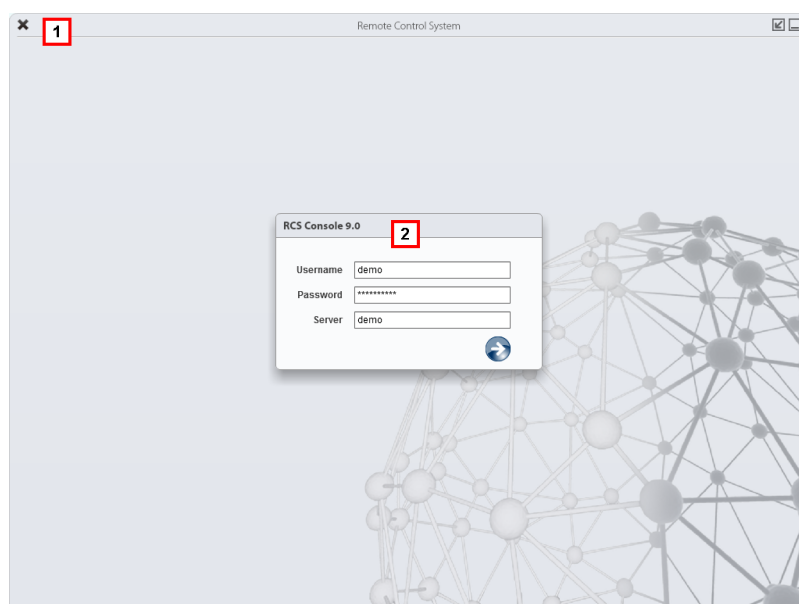 1
Remote Control System
RCS Console 9.0
2
Username demo
Password **********
Server demo